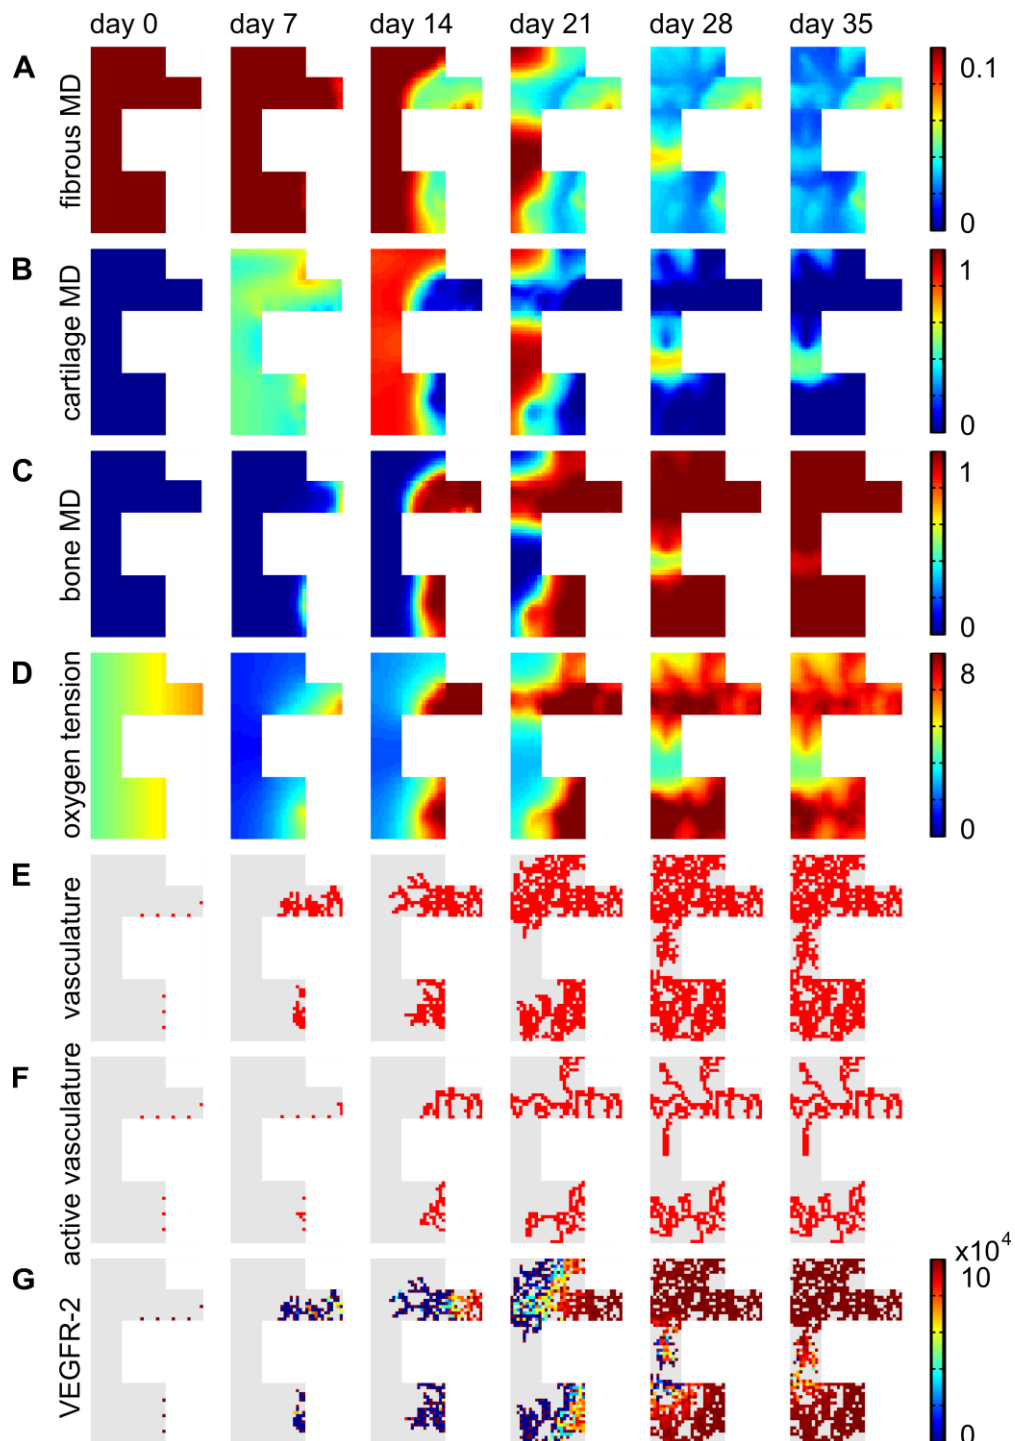 day 0 day 7 day 14 day 21 day 28 day 35
A fibrous MD 0.1 0
B cartilage MD 1 0
C bone MD 1 0
D oxygen tension 8 0
E vasculature
F active vasculature
G VEGFR-2 x10⁴ 10 0